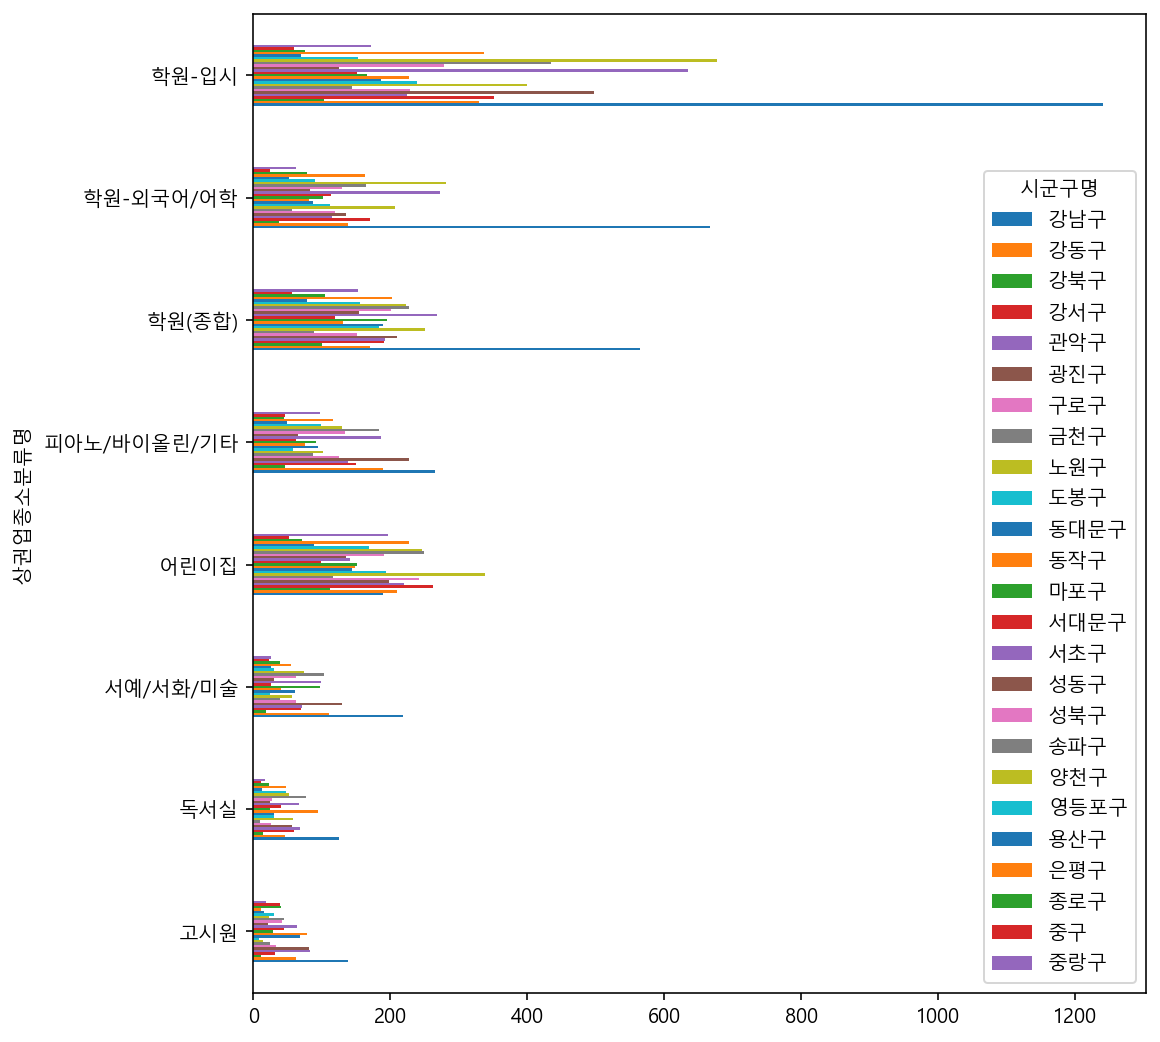 학원-입시
학원-외국어/어학
학원(종합)
피아노/바이올린/기타
어린이집
서예/서화/미술
독서실
고시원
상권업종소분류명
0 200 400 600 800 1000 1200
시군구명
강남구
강동구
강북구
강서구
관악구
광진구
구로구
금천구
노원구
도봉구
동대문구
동작구
마포구
서대문구
서초구
성동구
성북구
송파구
양천구
영등포구
용산구
은평구
종로구
중구
중랑구